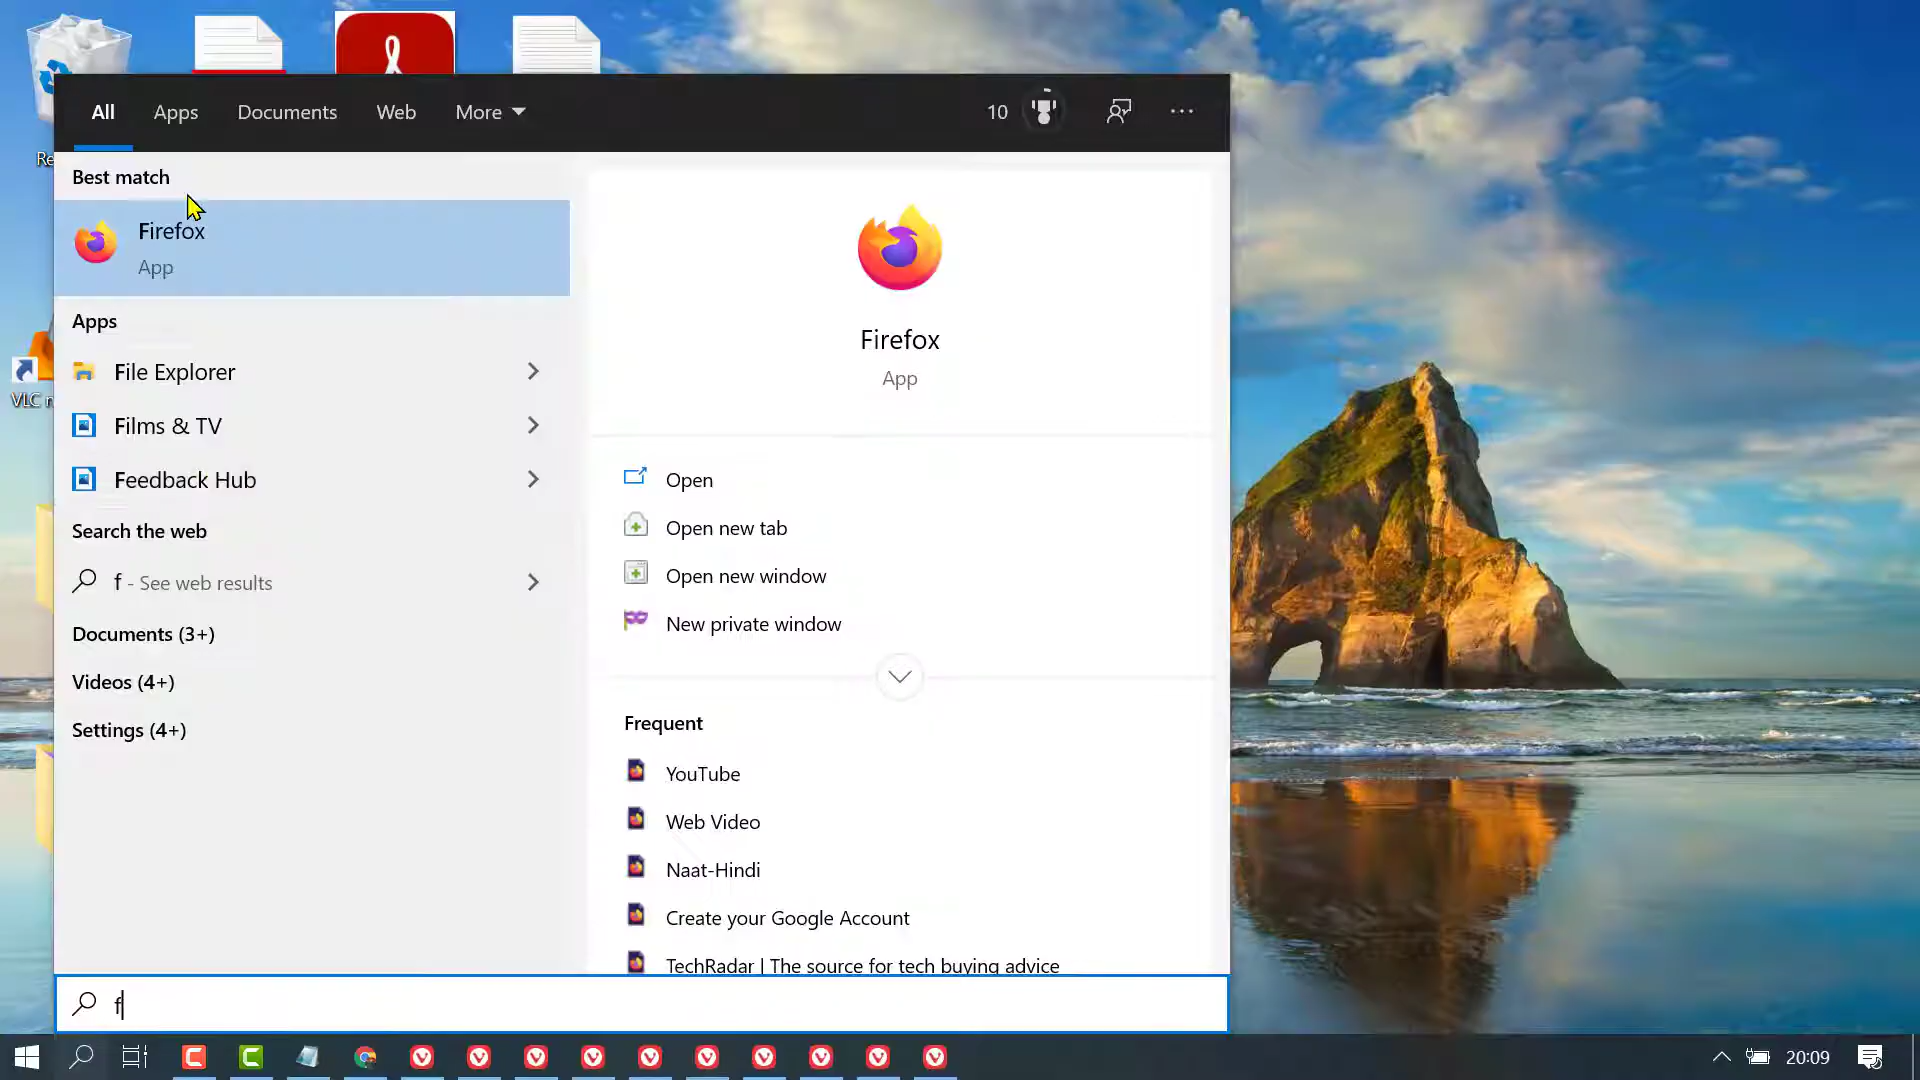 All
Apps
Documents
Web
More
10
Best match
Firefox
App
Apps
File Explorer
Films & TV
Feedback Hub
Search the web
f - See web results
Documents (3+)
Videos (4+)
Settings (4+)
Firefox
App
Open
Open new tab
Open new window
New private window
Frequent
YouTube
Web Video
Naat-Hindi
Create your Google Account
TechRadar | The source for tech buying advice
f
Re
VLC
20:09